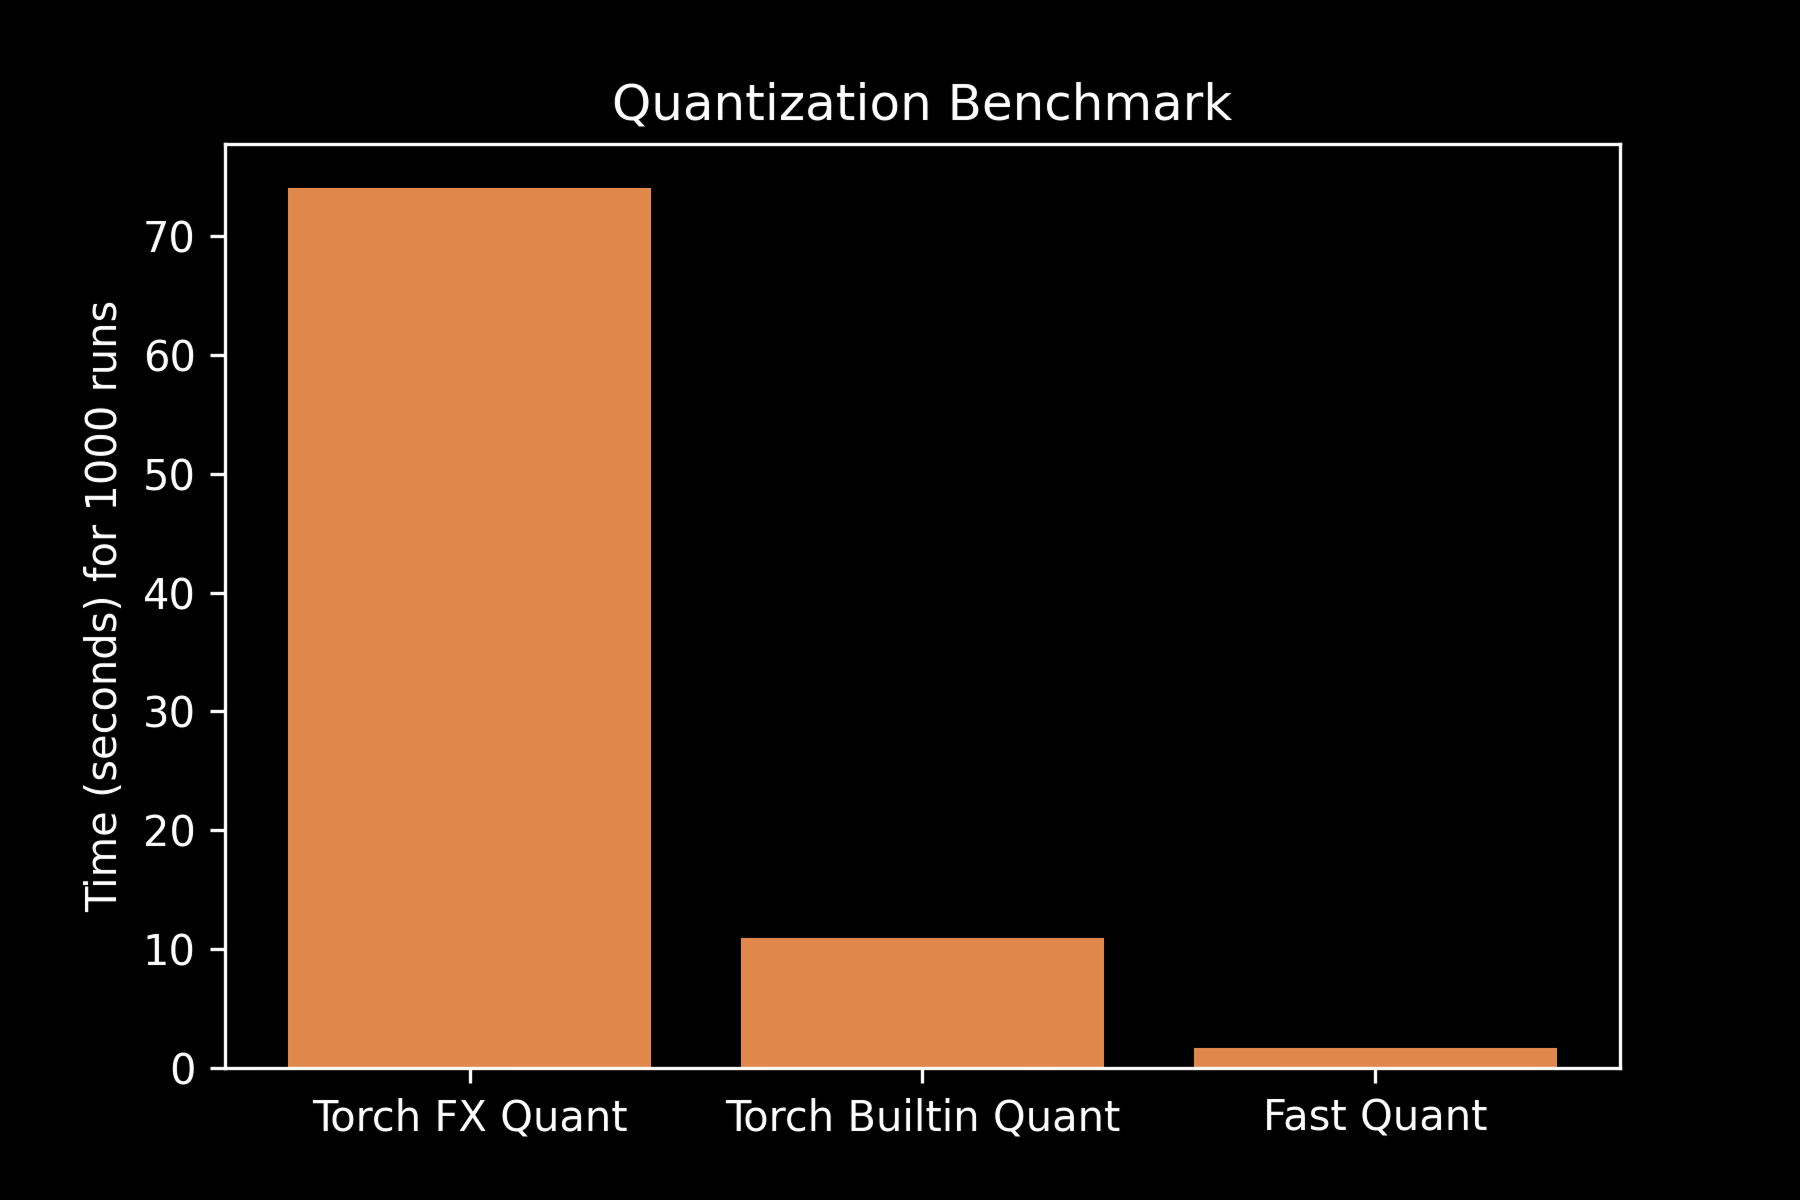 Quantization Benchmark
Time (seconds) for 1000 runs
70
60
50
40
30
20
10
0
Torch FX Quant
Torch Builtin Quant
Fast Quant